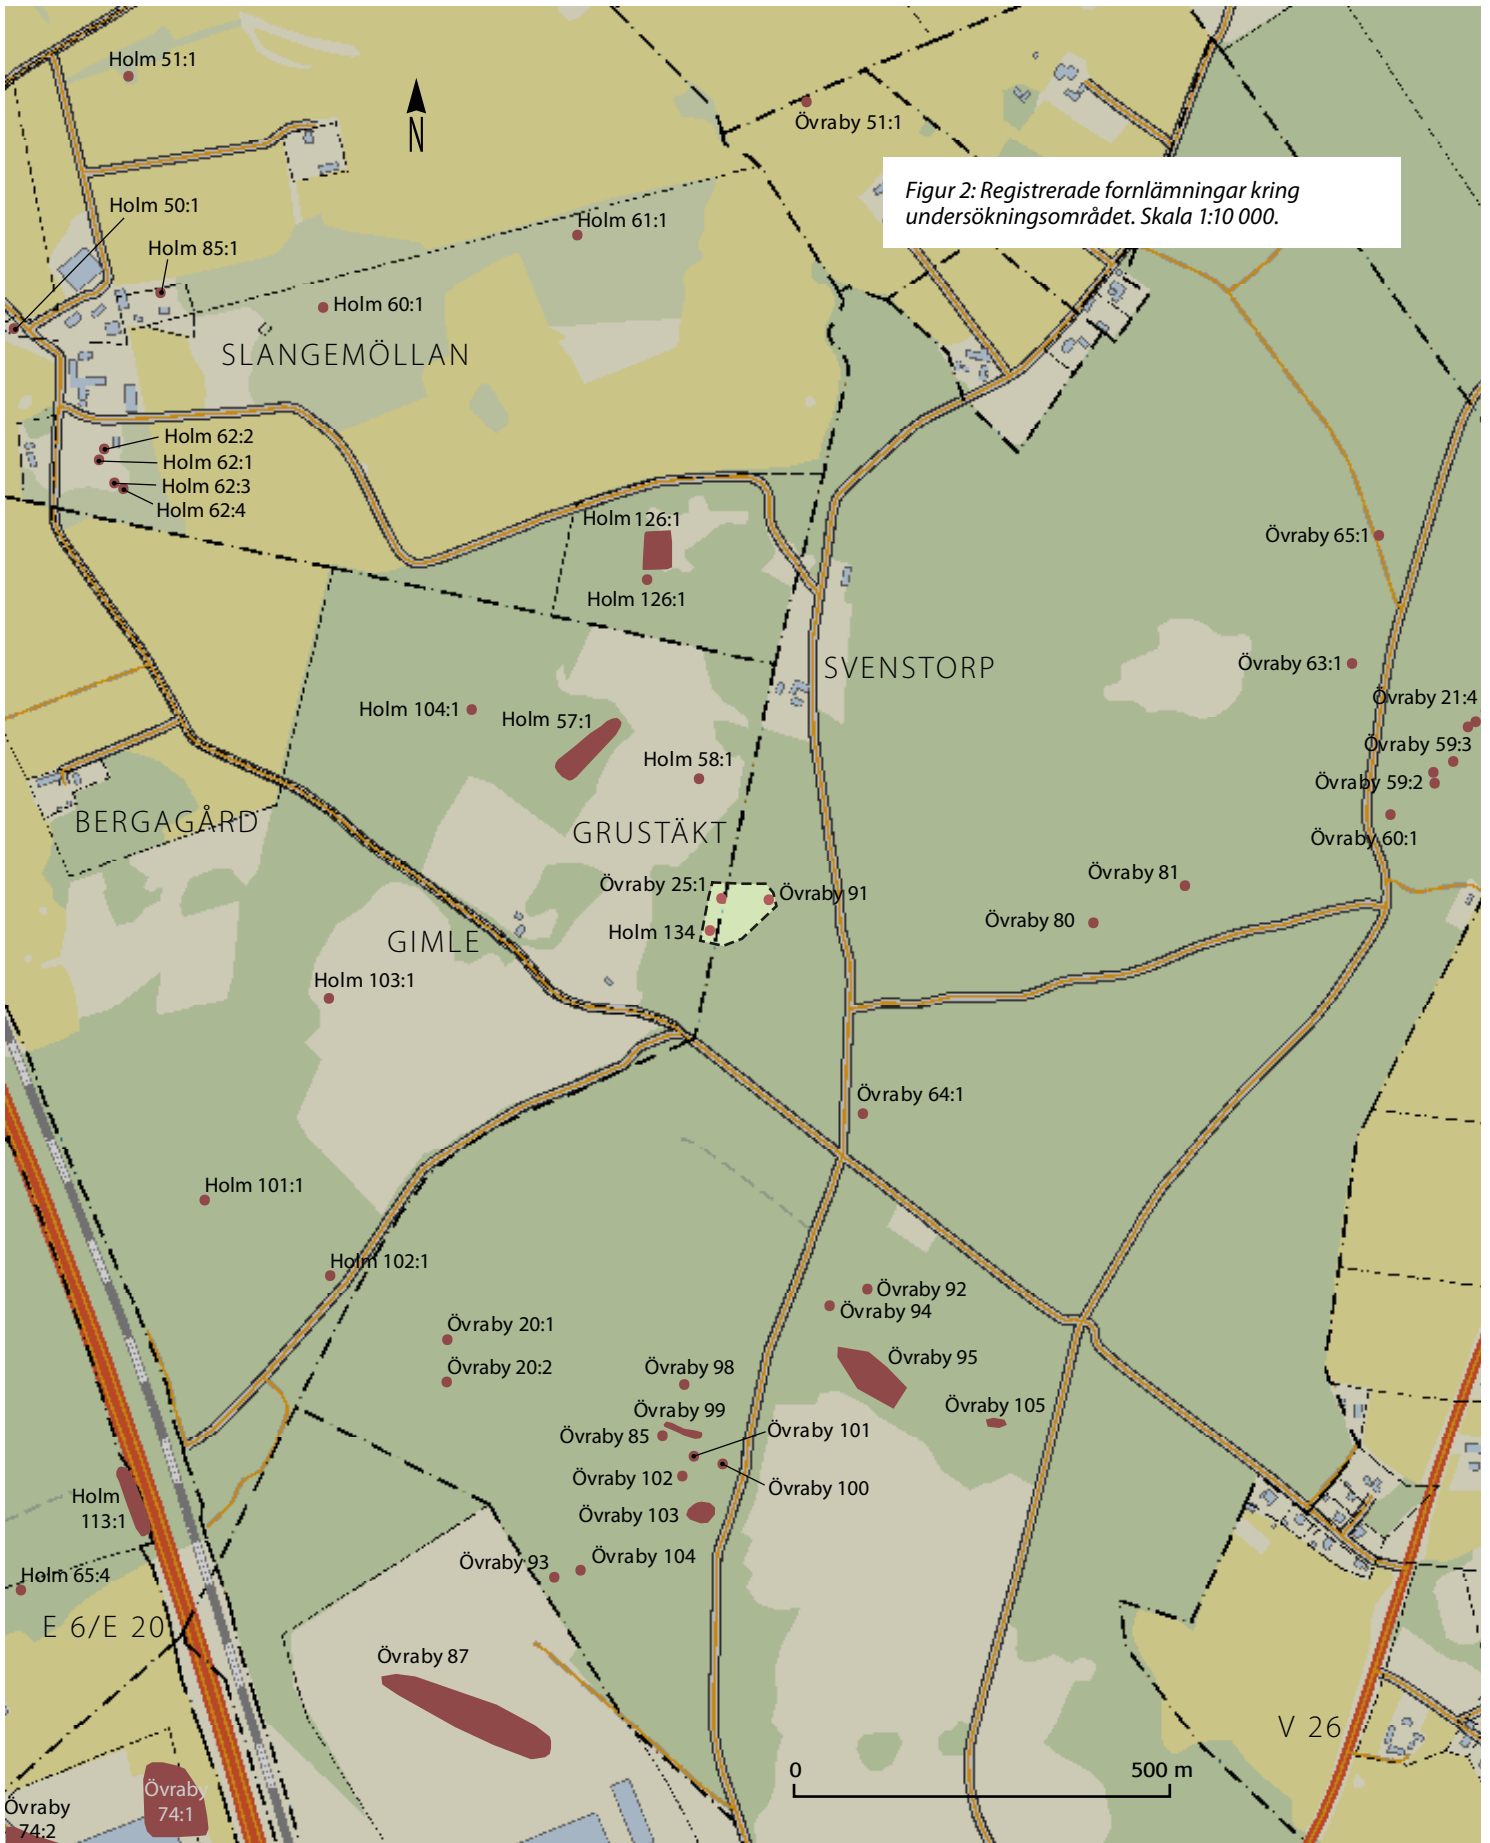 Holm 51:1
N
Övraby 51:1
Figur 2: Registrerade fornlämningar kring
undersökningsområdet. Skala 1:10 000.
Holm 50:1
Holm 61:1
Holm 85:1
Holm 60:1
SLÄNGEMÖLLAN
Holm 62:2
Holm 62:1
Holm 62:3
Holm 62:4
Holm 126:1
Övraby 65:1
Holm 126:1
SVENSTORP
Övraby 63:1
Övraby 21:4
Holm 104:1
Holm 57:1
Övraby 59:3
Holm 58:1
Övraby 59:2
BERGAGÅRD
GRUSTÄKT
Övraby 60:1
Övraby 81
Övraby 25:1
Övraby 91
Övraby 80
Holm 134
GIMLE
Holm 103:1
Övraby 64:1
Holm 101:1
Holm 102:1
Övraby 92
Övraby 94
Övraby 20:1
Övraby 95
Övraby 20:2
Övraby 98
Övraby 105
Övraby 99
Övraby 85
Övraby 101
Övraby 102
Övraby 100
Holm
113:1
Övraby 103
Övraby 93
Övraby 104
Holm 65:4
E 6/E 20
Övraby 87
V 26
0
500 m
Övraby
74:1
Övraby
74:2